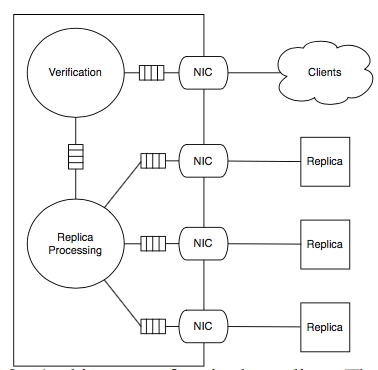 Verification
NIC
Clients
NIC
Replica
Replica
Processing
NIC
Replica
NIC
Replica